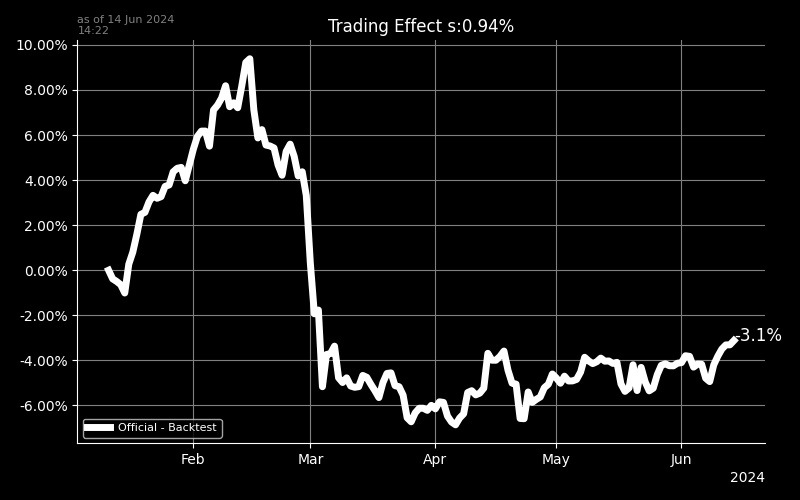 as of 14 Jun 2024
14:22
Trading Effect s:0.94%
10.00%
8.00%
6.00%
4.00%
2.00%
0.00%
-2.00%
-4.00%
-6.00%
-3.1%
Official - Backtest
Feb
Mar
Apr
May
Jun
2024